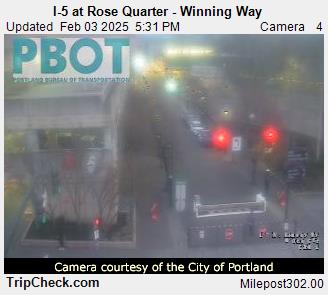 I-5 at Rose Quarter - Winning Way
Updated Feb 03 2025 5:31 PM Camera 4
PBOT
PORTLAND BUREAU OF TRANSPORTATION
Camera courtesy of the City of Portland
TripCheck.com Milepost302.00